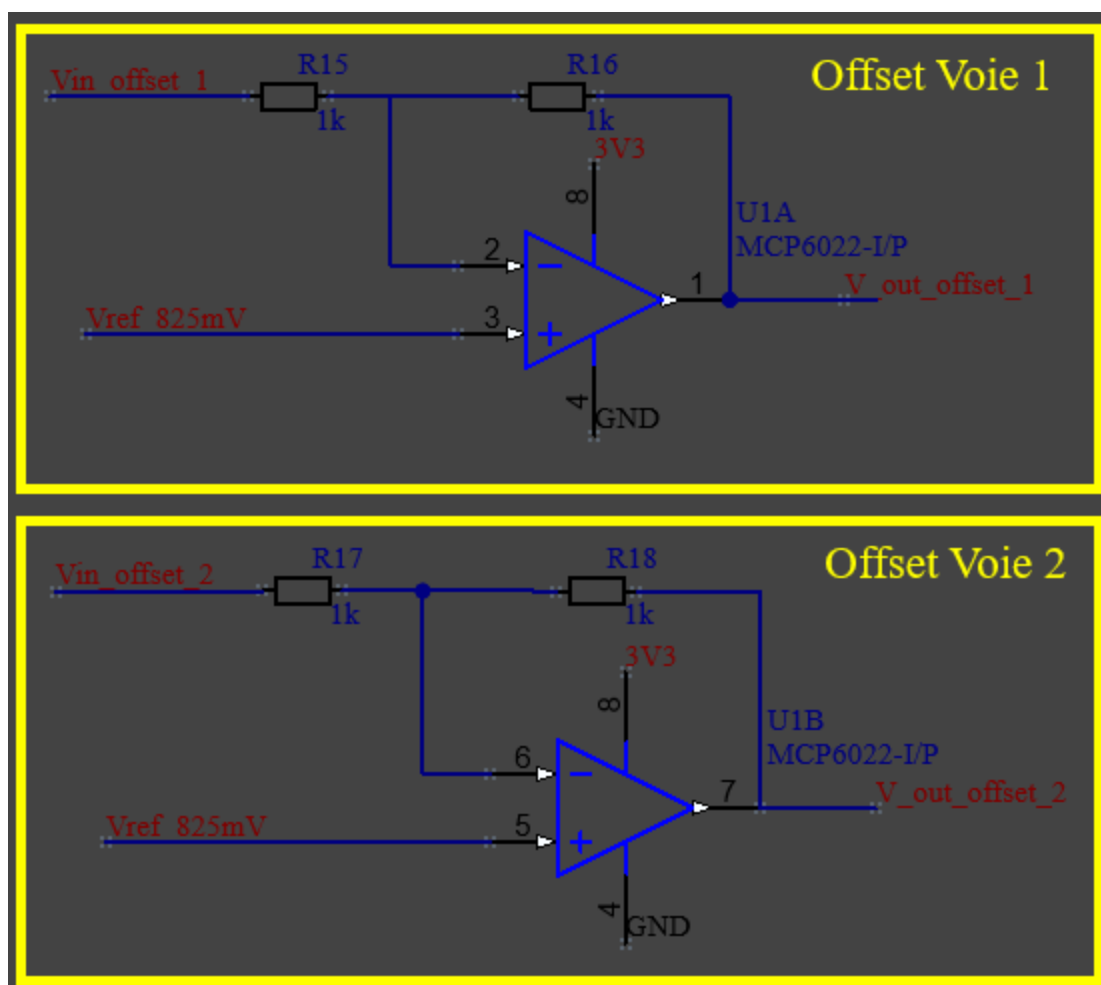 Offset Voie 1
Vin_offset_1
R15
1k
R16
1k
3V3
8
U1A
MCP6022-I/P
2
3
1
Vref_825mV
V_out_offset_1
4
GND
Offset Voie 2
Vin_offset_2
R17
1k
R18
1k
3V3
8
U1B
MCP6022-I/P
6
5
7
Vref_825mV
V_out_offset_2
4
GND